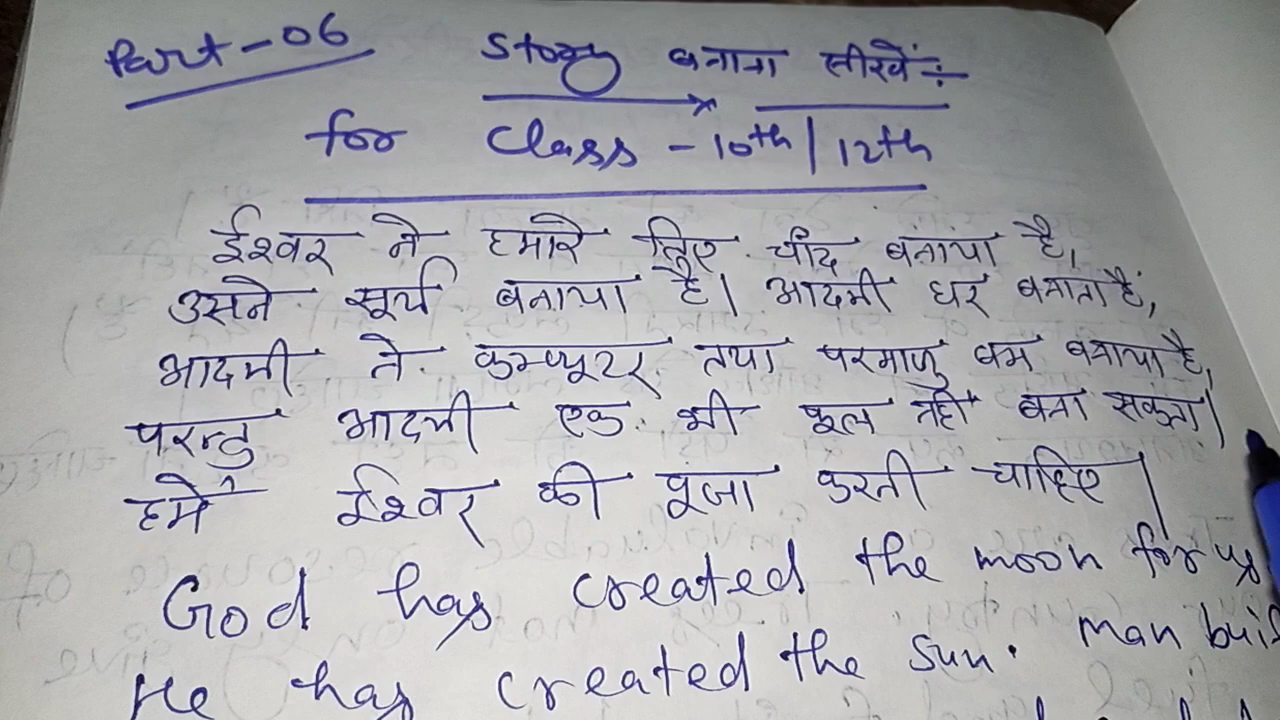 Part-06 Story बनाना सीखें÷
for Class - 10th | 12th
ईश्वर ने हमारे लिए चाँद बनाया है,
उसने सूर्य बनाया है। आदमी घर बनाता है,
आदमी ने कम्प्यूटर तथा परमाणु बम बनाया है,
परन्तु आदमी एक भी फूल नहीं बना सकता।
हमें ईश्वर की पूजा करनी चाहिए।
God has created the moon for us
He has created the sun. Man buil